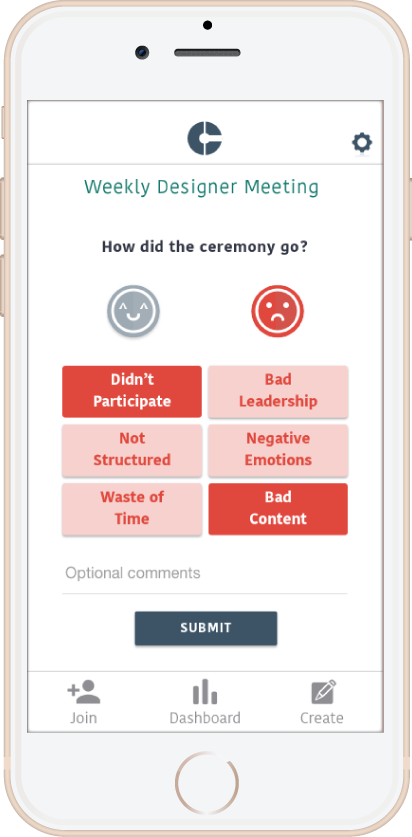 Weekly Designer Meeting
How did the ceremony go?
Didn't
Participate
Bad
Leadership
Not
Structured
Negative
Emotions
Waste of
Time
Bad
Content
Optional comments
SUBMIT
Join
Dashboard
Create